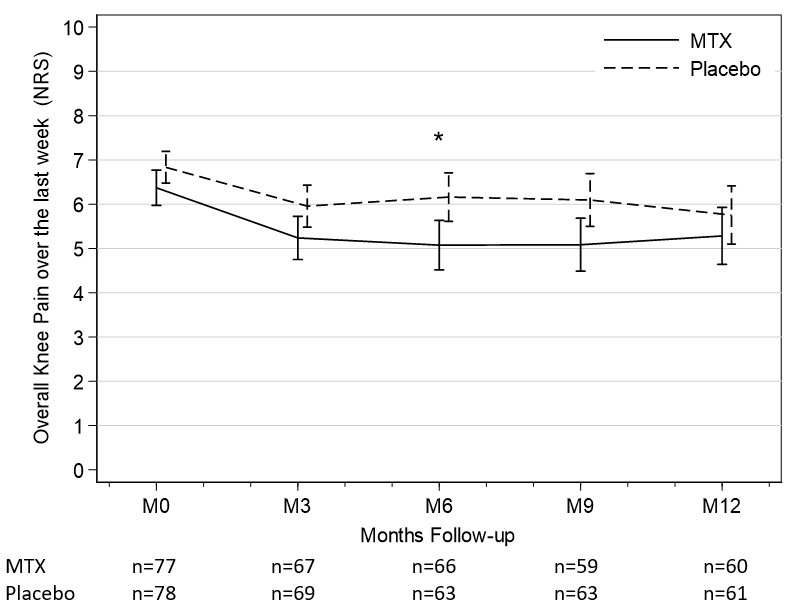 10
9
8
7
6
5
4
3
2
1
0
Overall Knee Pain over the last week (NRS)
MTX
Placebo
*
M0 M3 M6 M9 M12
Months Follow-up
MTX n=77 n=67 n=66 n=59 n=60
Placebo n=78 n=69 n=63 n=63 n=61